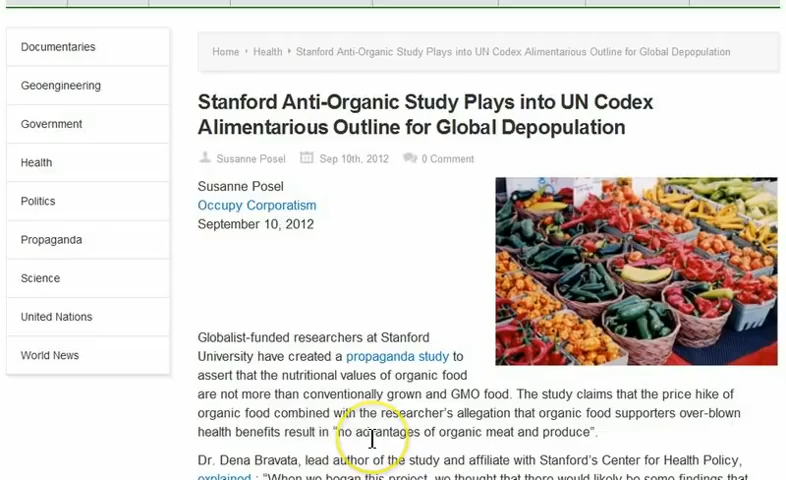 Documentaries
Geoengineering
Government
Health
Politics
Propaganda
Science
United Nations
World News
Home › Health › Stanford Anti-Organic Study Plays into UN Codex Alimentarious Outline for Global Depopulation
Stanford Anti-Organic Study Plays into UN Codex
Alimentarious Outline for Global Depopulation
Susanne Posel Sep 10th, 2012 0 Comment
Susanne Posel
Occupy Corporatism
September 10, 2012
Globalist-funded researchers at Stanford
University have created a propaganda study to
assert that the nutritional values of organic food
are not more than conventionally grown and GMO food. The study claims that the price hike of
organic food combined with the researcher's allegation that organic food supporters over-blown
health benefits result in “no advantages of organic meat and produce”.
Dr. Dena Bravata, lead author of the study and affiliate with Stanford's Center for Health Policy,
explained : “When we began this project, we thought that there would likely be some findings that